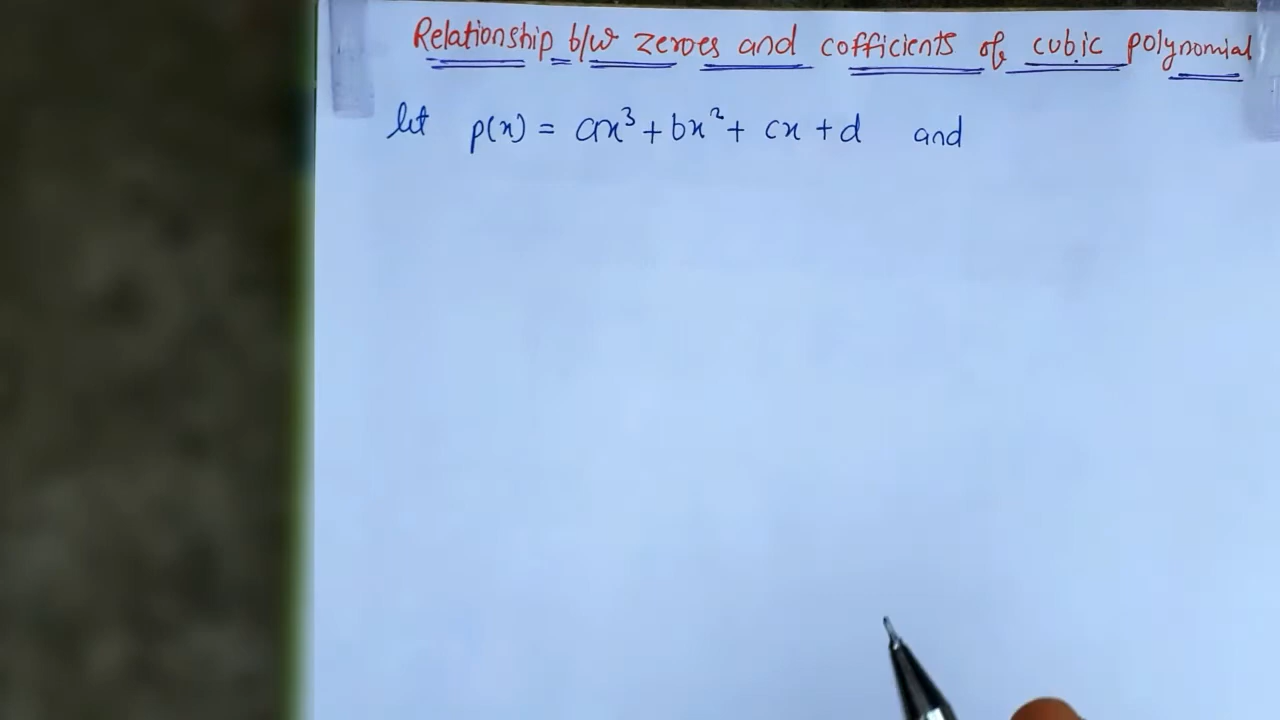 Relationship b/w zeroes and cofficients of cubic polynomial
let p(x) = ax³ + bx² + cx + d and